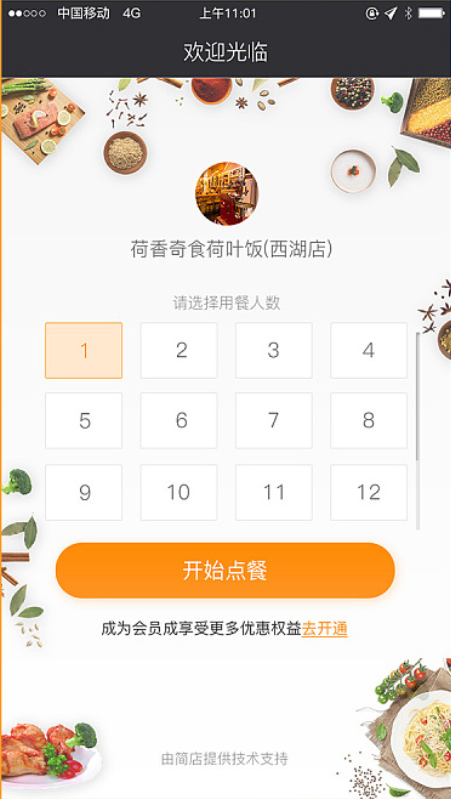 中国移动 4G 上午11:01
欢迎光临
荷香奇食荷叶饭(西湖店)
请选择用餐人数
1 2 3 4
5 6 7 8
9 10 11 12
开始点餐
成为会员成享受更多优惠权益去开通
由简店提供技术支持